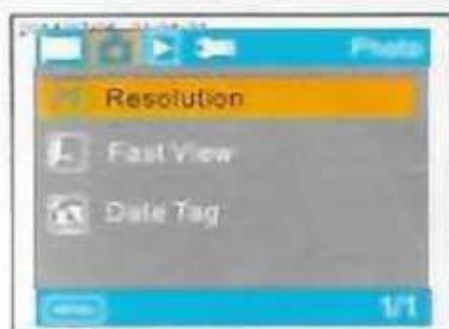 Photo
Resolution
Fast View
Date Tag
1/1